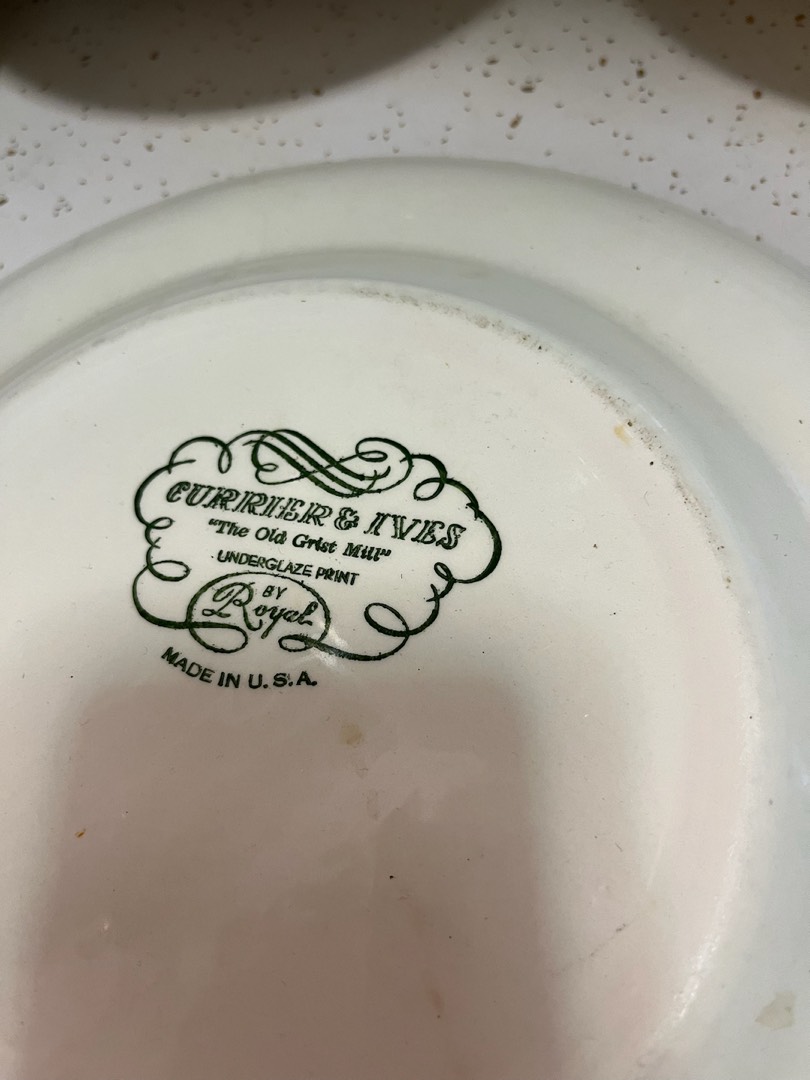 CURRIER & IVES
"The Old Grist Mill"
UNDERGLAZE PRINT
BY
Royal
MADE IN U.S.A.